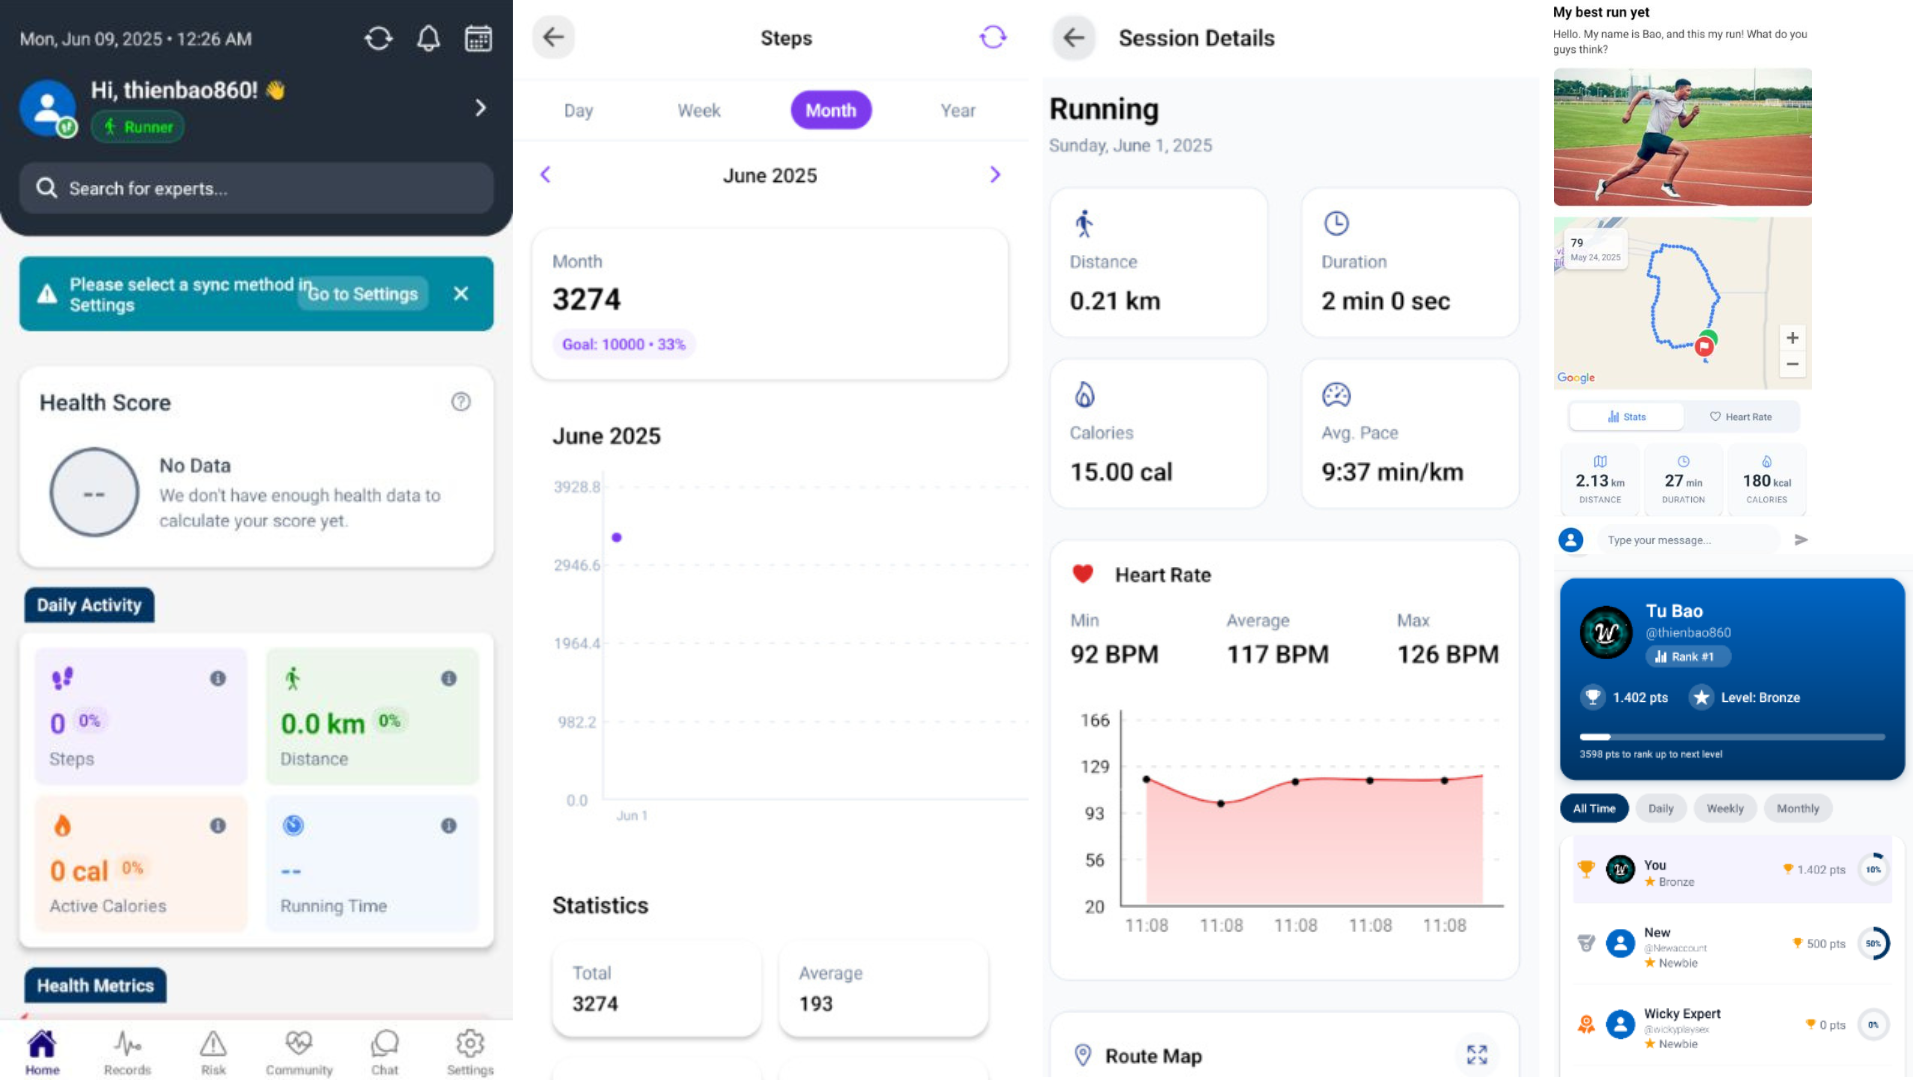 Mon, Jun 09, 2025 • 12:26 AM
Hi, thienbao860! 👋
Runner
Search for experts...
Please select a sync method in
Settings
Go to Settings
Health Score
--
No Data
We don't have enough health data to
calculate your score yet.
Daily Activity
0 0%
Steps
0.0 km 0%
Distance
0 cal 0%
Active Calories
--
Running Time
Health Metrics
Home
Records
Risk
Community
Chat
Settings
Steps
Day
Week
Month
Year
June 2025
Month
3274
Goal: 10000 • 33%
June 2025
3928.8
2946.6
1964.4
982.2
0.0
Jun 1
Statistics
Total
3274
Average
193
Session Details
Running
Sunday, June 1, 2025
Distance
0.21 km
Duration
2 min 0 sec
Calories
15.00 cal
Avg. Pace
9:37 min/km
Heart Rate
Min
92 BPM
Average
117 BPM
Max
126 BPM
166
129
93
56
20
11:08 11:08 11:08 11:08 11:08
Route Map
My best run yet
Hello. My name is Bao, and this my run! What do you
guys think?
79
May 24, 2025
+
−
Google
Stats
Heart Rate
2.13 km
DISTANCE
27 min
DURATION
180 kcal
CALORIES
Type your message...
Tu Bao
@thienbao860
Rank #1
1.402 pts
Level: Bronze
3598 pts to rank up to next level
All Time
Daily
Weekly
Monthly
You
Bronze
1.402 pts
10%
New
@Newaccount
Newbie
500 pts
50%
Wicky Expert
Newbie
0 pts
0%